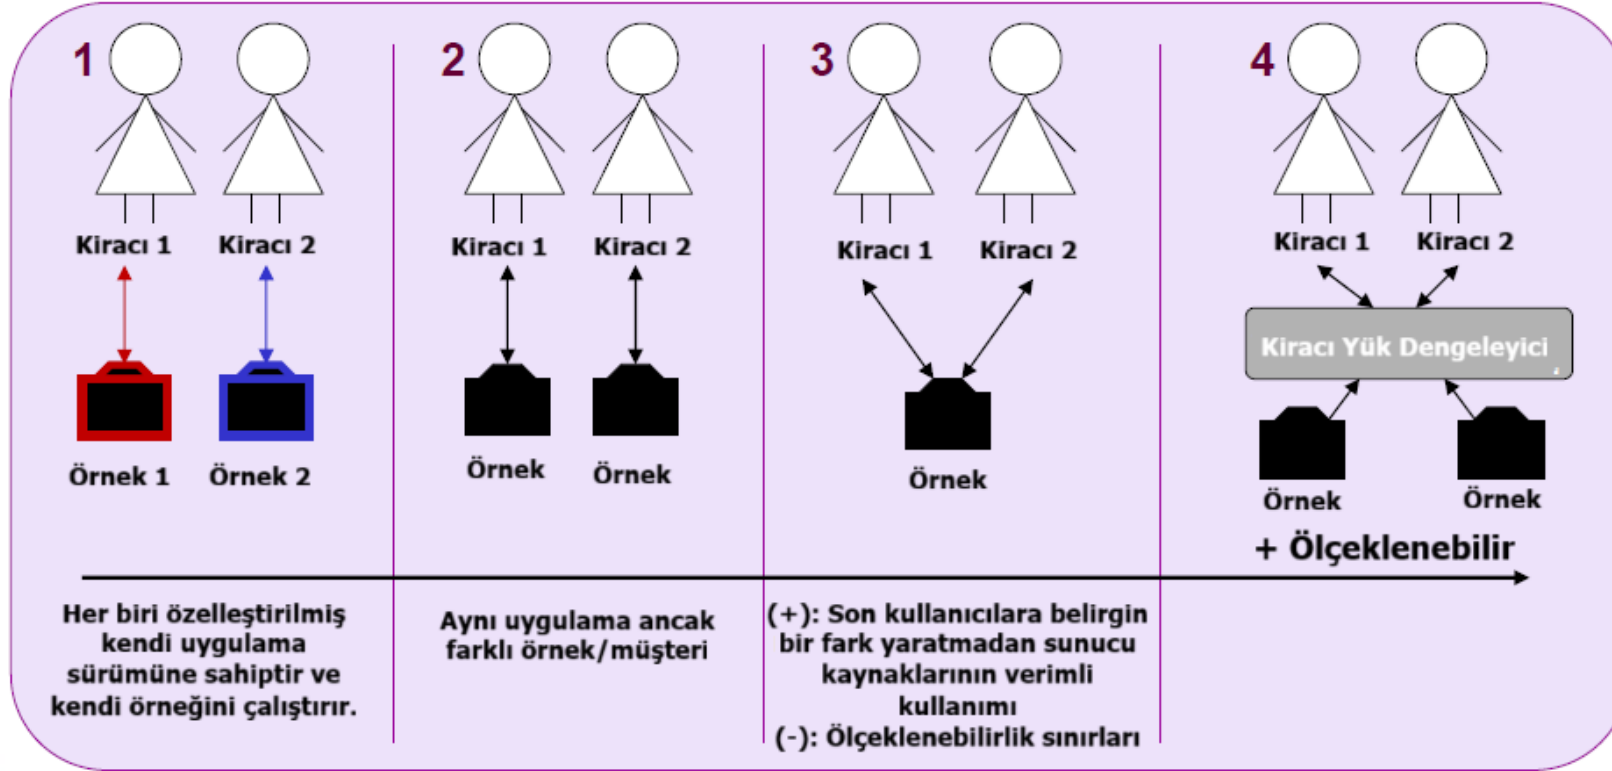 1
Kiracı 1
Kiracı 2
Örnek 1
Örnek 2
Her biri özelleştirilmiş
kendi uygulama
sürümüne sahiptir ve
kendi örneğini çalıştırır.
2
Kiracı 1
Kiracı 2
Örnek
Örnek
Aynı uygulama ancak
farklı örnek/müşteri
3
Kiracı 1
Kiracı 2
Örnek
(+): Son kullanıcılara belirgin
bir fark yaratmadan sunucu
kaynaklarının verimli
kullanımı
(-): Ölçeklenebilirlik sınırları
4
Kiracı 1
Kiracı 2
Kiracı Yük Dengeleyici
Örnek
Örnek
+ Ölçeklenebilir